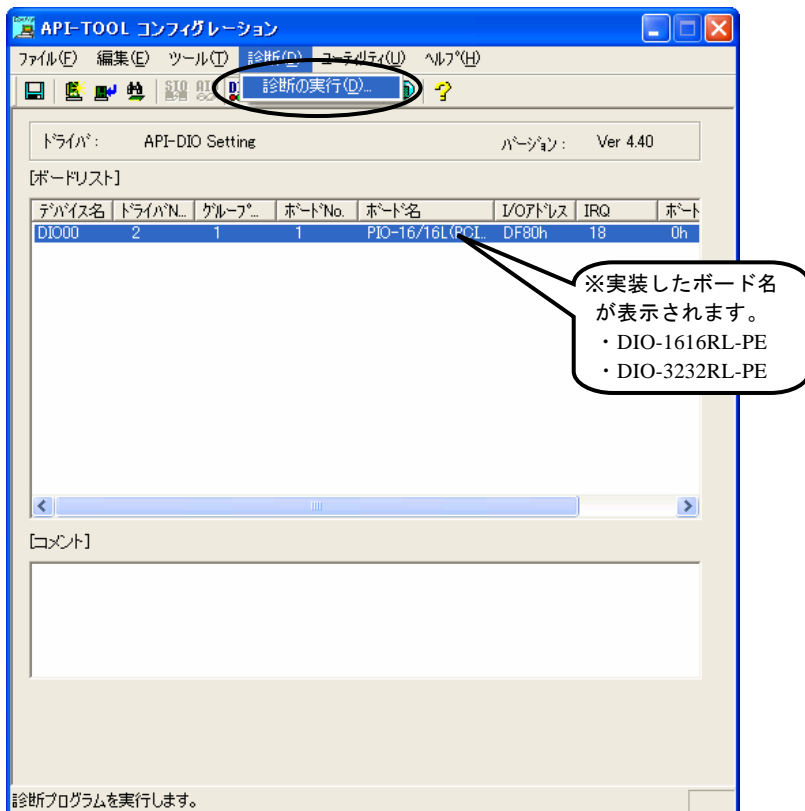 API-TOOL コンフィグレーション
ファイル(F) 編集(E) ツール(T) 診断(D) ユーティリティ(U) ヘルプ(H)
診断の実行(D)...
ドライバ: API-DIO Setting バージョン: Ver 4.40
[ボードリスト]
デバイス名 ドライバN... グループ... ボードNo. ボード名 I/Oアドレス IRQ ボート
DIO00 2 1 1 PIO-16/16L(PCI... DF80h 18 0h
※実装したボード名
が表示されます。
・DIO-1616RL-PE
・DIO-3232RL-PE
[コメント]
診断プログラムを実行します。